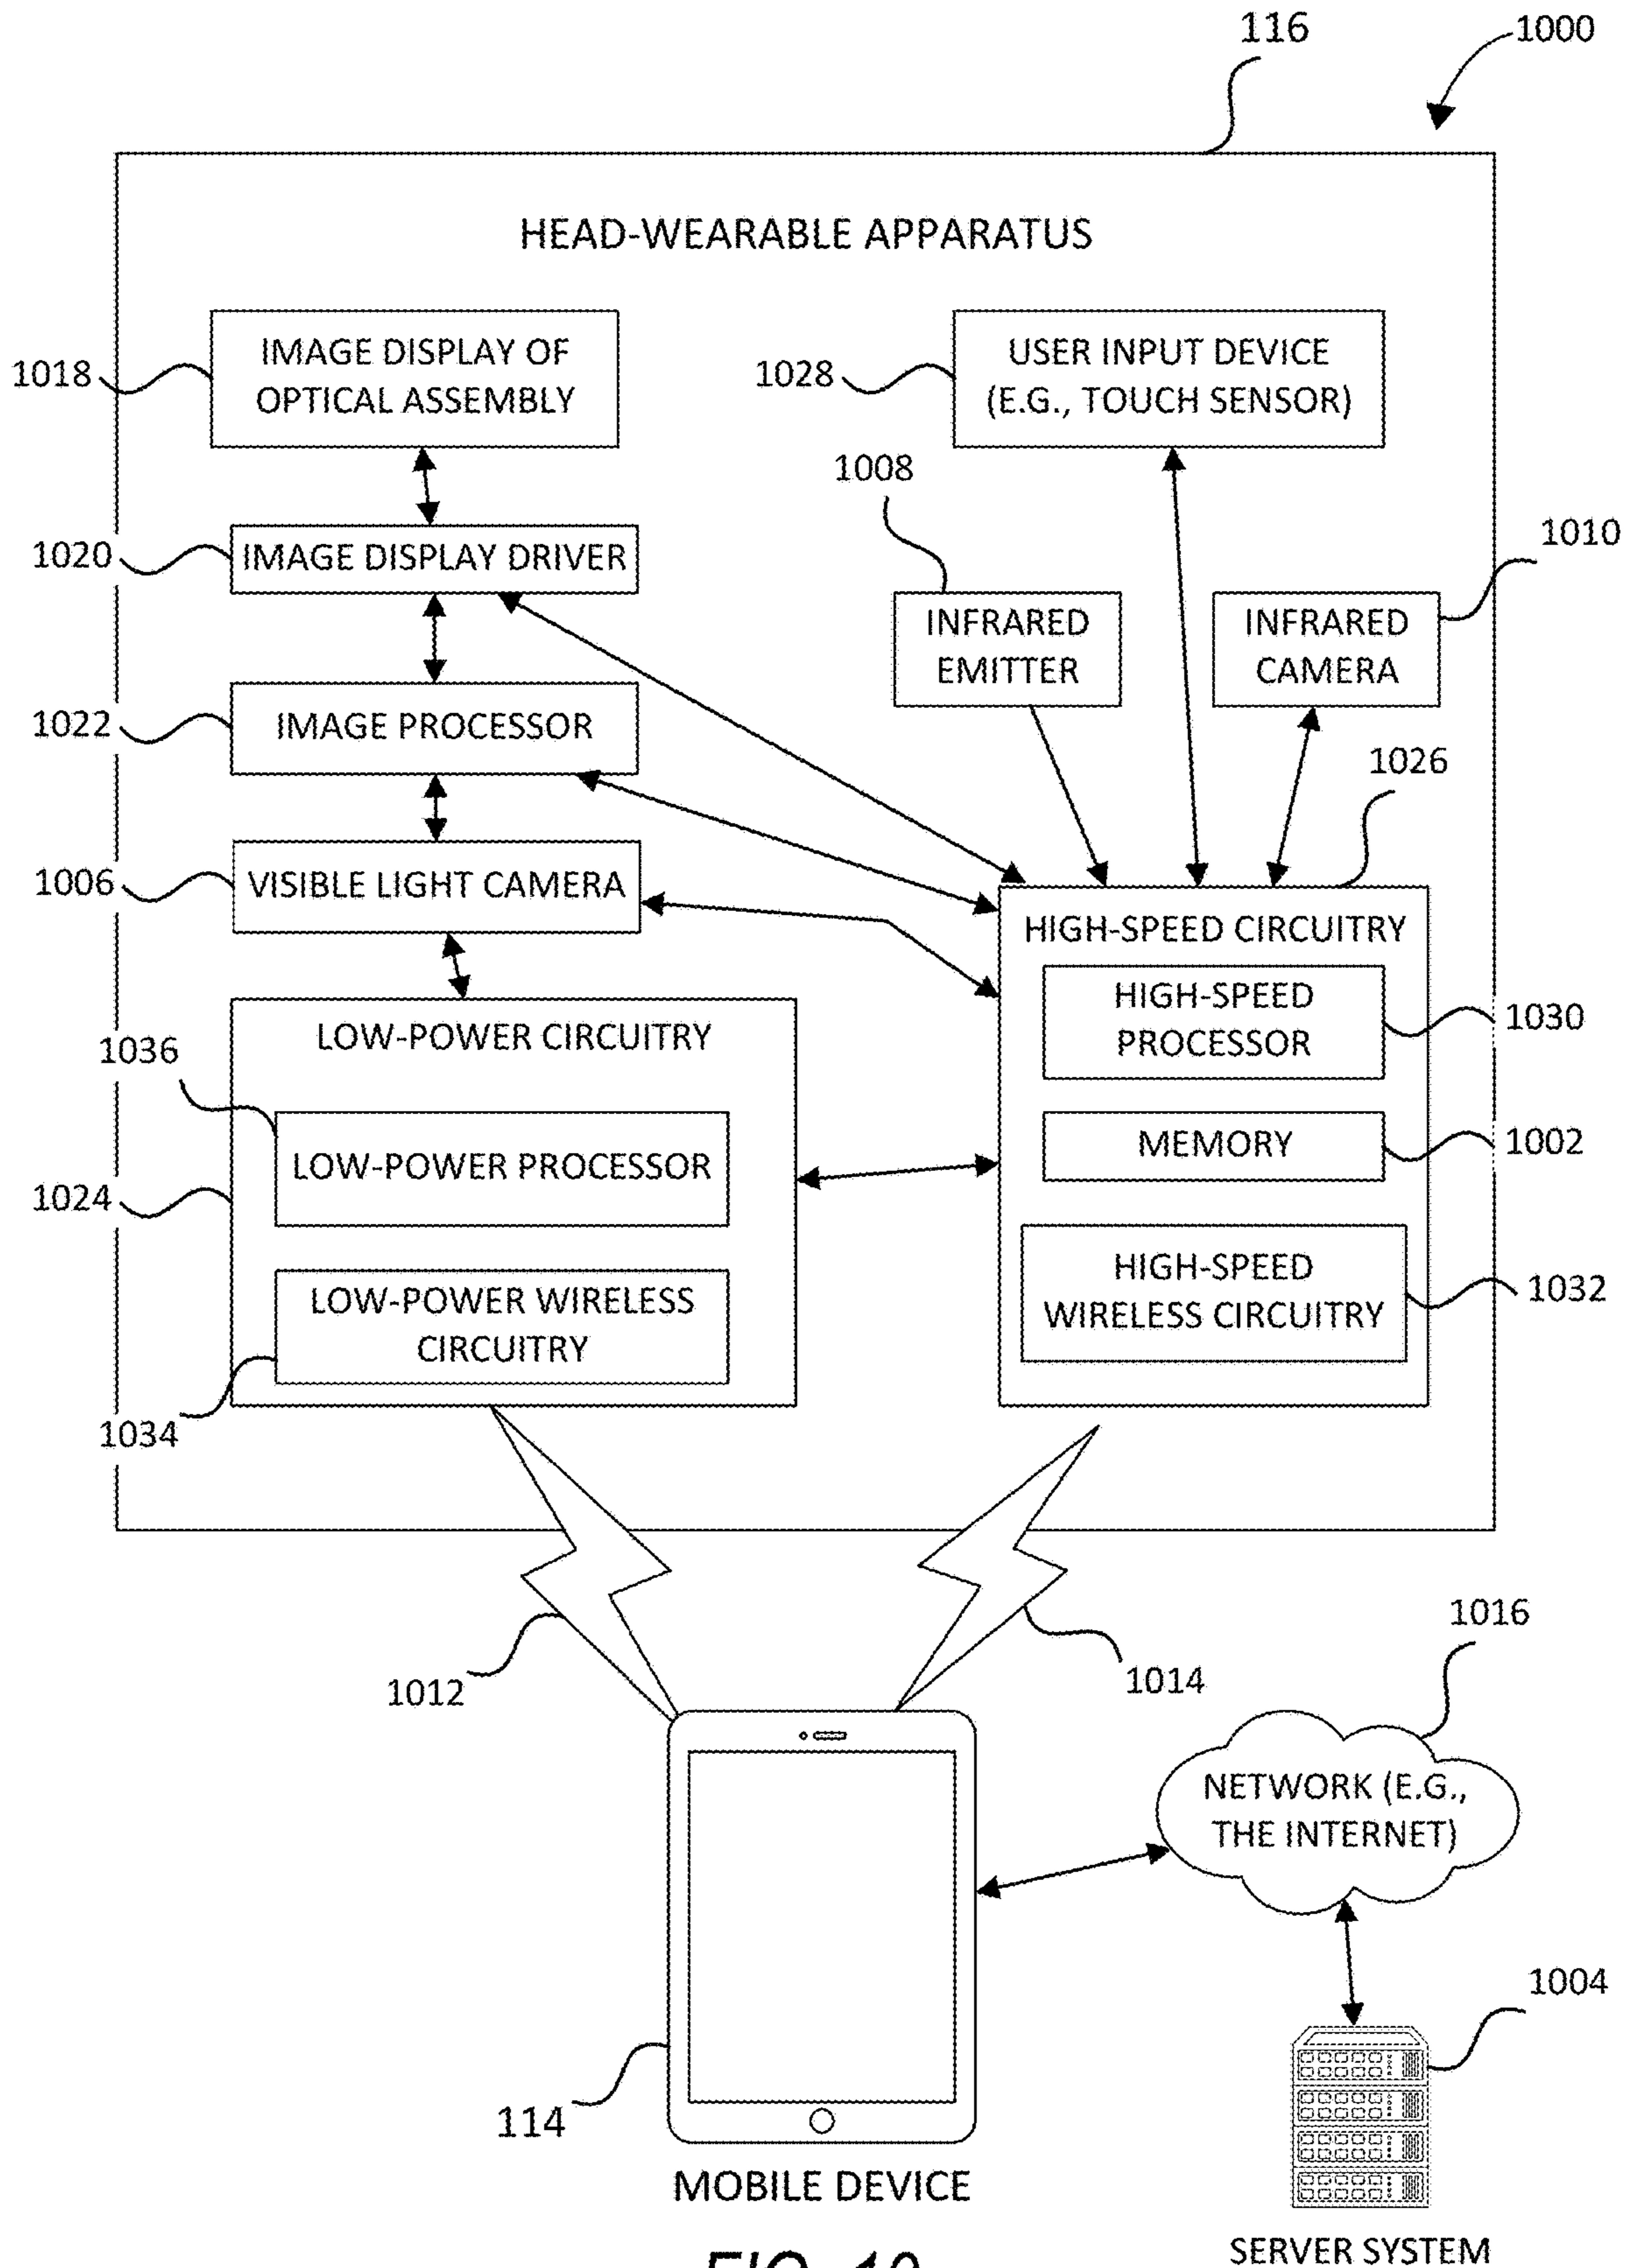 116
1000
HEAD-WEARABLE APPARATUS
1018
IMAGE DISPLAY OF
OPTICAL ASSEMBLY
1028
USER INPUT DEVICE
(E.G., TOUCH SENSOR)
1008
1020
IMAGE DISPLAY DRIVER
1010
INFRARED
EMITTER
INFRARED
CAMERA
1022
IMAGE PROCESSOR
1026
1006
VISIBLE LIGHT CAMERA
HIGH-SPEED CIRCUITRY
HIGH-SPEED
PROCESSOR
1030
LOW-POWER CIRCUITRY
1036
LOW-POWER PROCESSOR
MEMORY
1002
1024
HIGH-SPEED
WIRELESS CIRCUITRY
1032
LOW-POWER WIRELESS
CIRCUITRY
1034
1012
1014
1016
NETWORK (E.G.,
THE INTERNET)
1004
114
MOBILE DEVICE
SERVER SYSTEM
FIG. 10